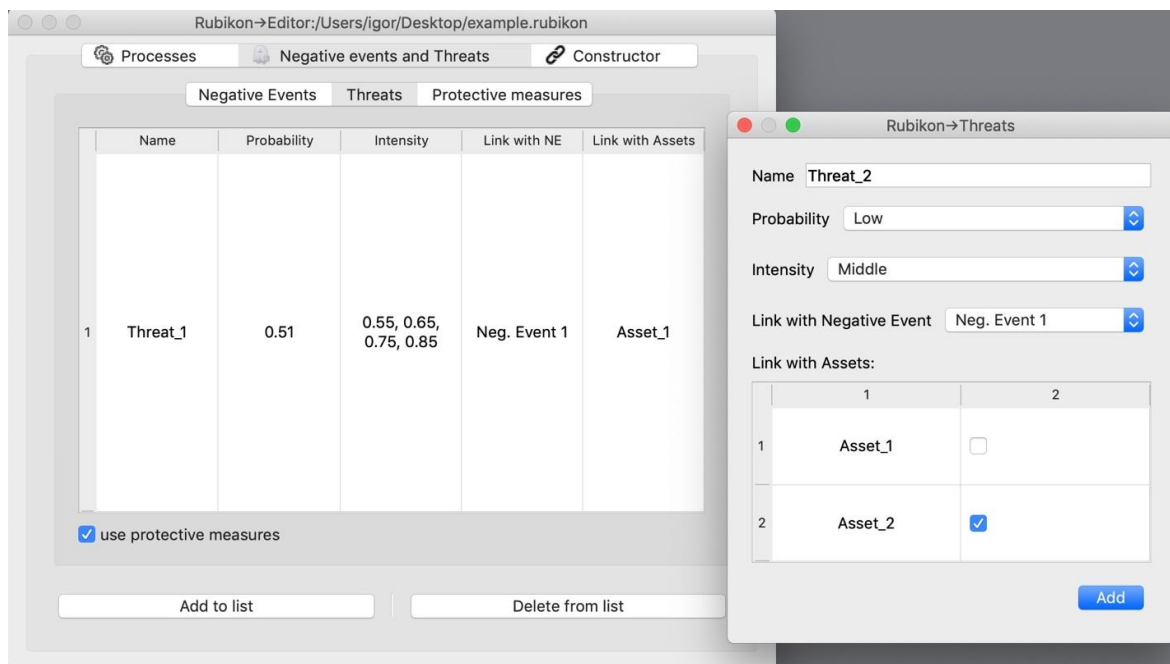 Rubikon→Editor:/Users/igor/Desktop/example.rubikon
Processes
Negative events and Threats
Constructor
Negative Events
Threats
Protective measures
Name
Probability
Intensity
Link with NE
Link with Assets
1
Threat_1
0.51
0.55, 0.65,
0.75, 0.85
Neg. Event 1
Asset_1
use protective measures
Add to list
Delete from list
Rubikon→Threats
Name
Threat_2
Probability
Low
Intensity
Middle
Link with Negative Event
Neg. Event 1
Link with Assets:
1
2
1
Asset_1
2
Asset_2
Add